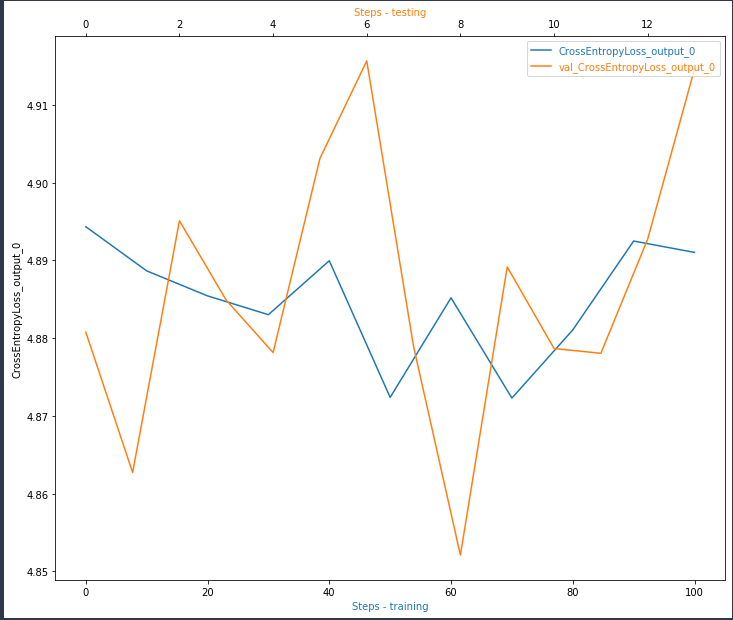 Steps - testing
0 2 4 6 8 10 12
CrossEntropyLoss_output_0
val_CrossEntropyLoss_output_0
CrossEntropyLoss_output_0
4.91
4.90
4.89
4.88
4.87
4.86
4.85
0 20 40 60 80 100
Steps - training